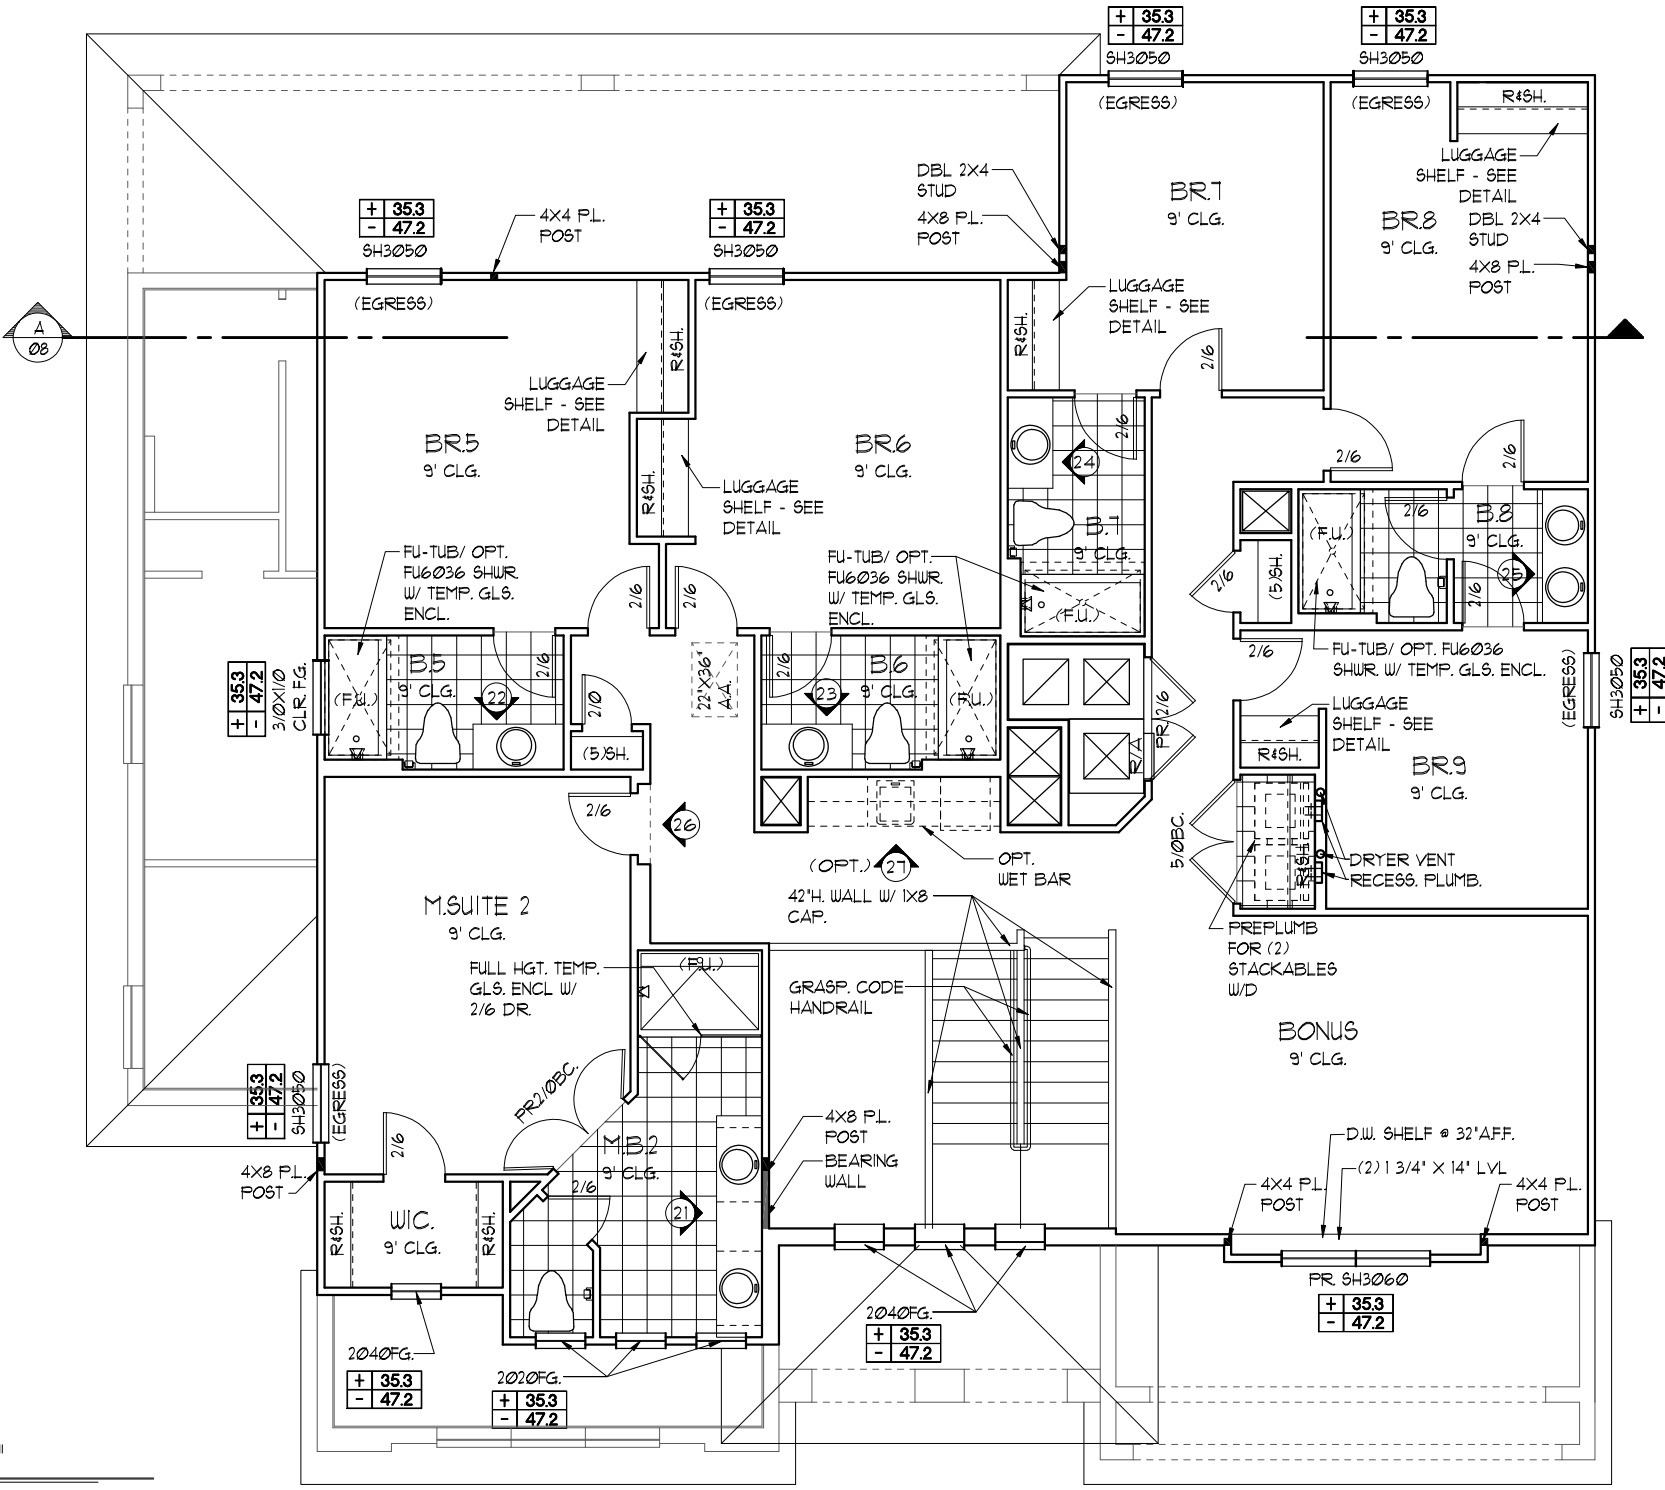 + 35.3
- 47.2
SH3050
(EGRESS)
+ 35.3
- 47.2
SH3050
(EGRESS)
R&SH.
LUGGAGE
SHELF - SEE
DETAIL
DBL 2X4
STUD
4X8 P.L.
POST
BR.7
9' CLG.
BR.8
9' CLG.
DBL 2X4
STUD
4X8 P.L.
POST
+ 35.3
- 47.2
SH3050
(EGRESS)
4X4 P.L.
POST
+ 35.3
- 47.2
SH3050
(EGRESS)
LUGGAGE
SHELF - SEE
DETAIL
R&SH.
2/6
A
08
R&SH.
LUGGAGE
SHELF - SEE
DETAIL
BR.5
9' CLG.
BR.6
9' CLG.
R&SH.
LUGGAGE
SHELF - SEE
DETAIL
2/6
24
2/6
2/6
B.7
9' CLG.
(F.U.)
(F.U.)
2/6
B.8
9' CLG.
25
2/6
FU-TUB/ OPT.
FU6036 SHWR.
W/ TEMP. GLS.
ENCL.
2/6
2/6
FU-TUB/ OPT.
FU6036 SHWR.
W/ TEMP. GLS.
ENCL.
2/6
(5)SH.
FU-TUB/ OPT. FU6036
SHWR. W/ TEMP. GLS. ENCL.
2/6
(EGRESS)
SH3050
+ 35.3
- 47.2
+ 35.3
- 47.2
3/0X1/0
CLR. F.G.
(F.U.)
B.5
9' CLG.
22
2/6
2/0
(5)SH.
22"X36"
A.A.
2/6
B.6
9' CLG.
23
(F.U.)
PR 2/6
R/A
LUGGAGE
SHELF - SEE
DETAIL
R&SH.
BR.9
9' CLG.
2/6
26
(OPT.)
27
OPT.
WET BAR
5/0BC.
R&SH.
DRYER VENT
RECESS. PLUMB.
42"H. WALL W/ 1X8
CAP.
M.SUITE 2
9' CLG.
PREPLUMB
FOR (2)
STACKABLES
W/D
FULL HGT. TEMP.
GLS. ENCL W/
2/6 DR.
(F.U.)
GRASP. CODE
HANDRAIL
BONUS
9' CLG.
+ 35.3
- 47.2
SH3050
(EGRESS)
PR2/0BC.
2/6
4X8 P.L.
POST
4X8 P.L.
POST
BEARING
WALL
M.B.2
9' CLG.
2/6
21
D.W. SHELF @ 32"A.F.F.
(2) 1 3/4" X 14" LVL
4X4 P.L.
POST
4X4 P.L.
POST
R&SH.
WIC.
9' CLG.
R&SH.
PR. SH3060
+ 35.3
- 47.2
2040FG.
+ 35.3
- 47.2
2040FG.
+ 35.3
- 47.2
2020FG.
+ 35.3
- 47.2